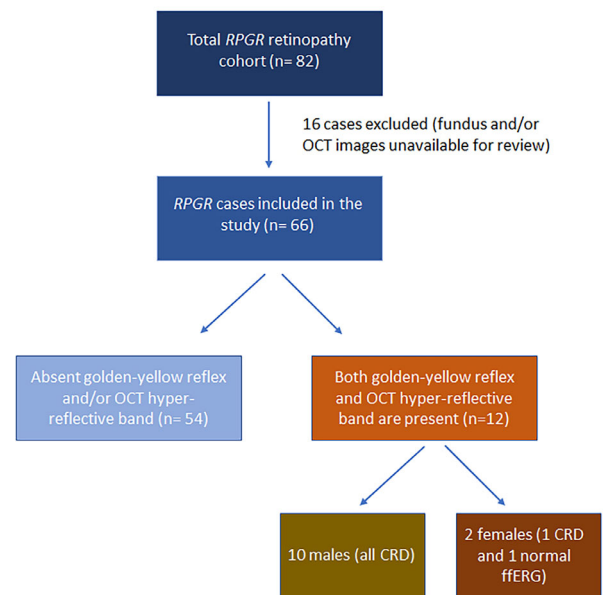 Total RPGR retinopathy
cohort (n= 82)
16 cases excluded (fundus and/or
OCT images unavailable for review)
RPGR cases included in the
study (n= 66)
Absent golden-yellow reflex
and/or OCT hyper-
reflective band (n= 54)
Both golden-yellow reflex
and OCT hyper-reflective
band are present (n=12)
10 males (all CRD)
2 females (1 CRD
and 1 normal
ffERG)